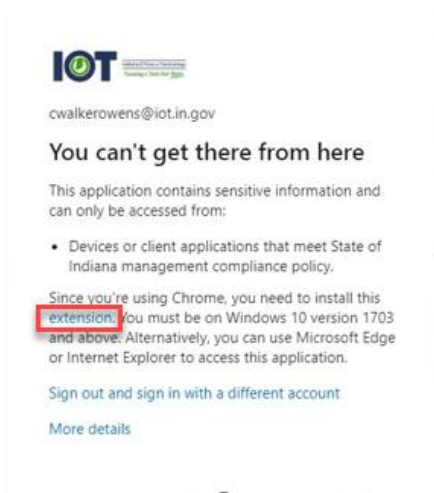 IOT
cwalkerowens@iot.in.gov
You can't get there from here
This application contains sensitive information and
can only be accessed from:
• Devices or client applications that meet State of
Indiana management compliance policy.
Since you're using Chrome, you need to install this
extension. You must be on Windows 10 version 1703
and above. Alternatively, you can use Microsoft Edge
or Internet Explorer to access this application.
Sign out and sign in with a different account
More details